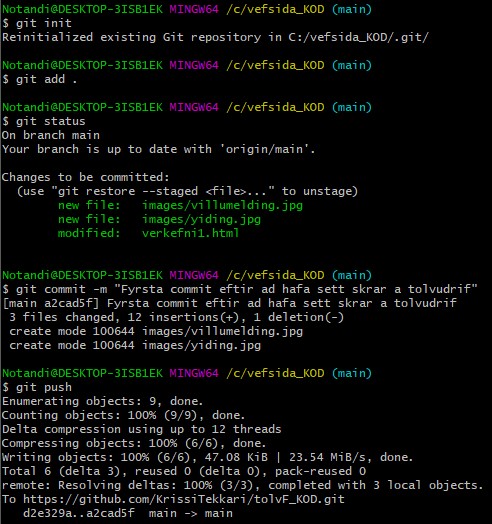 Notandi@DESKTOP-3ISB1EK MINGW64 /c/vefsida_KOD (main)
$ git init
Reinitialized existing Git repository in C:/vefsida_KOD/.git/

Notandi@DESKTOP-3ISB1EK MINGW64 /c/vefsida_KOD (main)
$ git add .

Notandi@DESKTOP-3ISB1EK MINGW64 /c/vefsida_KOD (main)
$ git status
On branch main
Your branch is up to date with 'origin/main'.

Changes to be committed:
  (use "git restore --staged <file>..." to unstage)
        new file:   images/villumelding.jpg
        new file:   images/yiding.jpg
        modified:   verkefni1.html

Notandi@DESKTOP-3ISB1EK MINGW64 /c/vefsida_KOD (main)
$ git commit -m "Fyrsta commit eftir ad hafa sett skrar a tolvudrif"
[main a2cad5f] Fyrsta commit eftir ad hafa sett skrar a tolvudrif
 3 files changed, 12 insertions(+), 1 deletion(-)
 create mode 100644 images/villumelding.jpg
 create mode 100644 images/yiding.jpg

Notandi@DESKTOP-3ISB1EK MINGW64 /c/vefsida_KOD (main)
$ git push
Enumerating objects: 9, done.
Counting objects: 100% (9/9), done.
Delta compression using up to 12 threads
Compressing objects: 100% (6/6), done.
Writing objects: 100% (6/6), 47.08 KiB | 23.54 MiB/s, done.
Total 6 (delta 3), reused 0 (delta 0), pack-reused 0
remote: Resolving deltas: 100% (3/3), completed with 3 local objects.
To https://github.com/KrissiTekkari/tolvF_KOD.git
   d2e329a..a2cad5f  main -> main